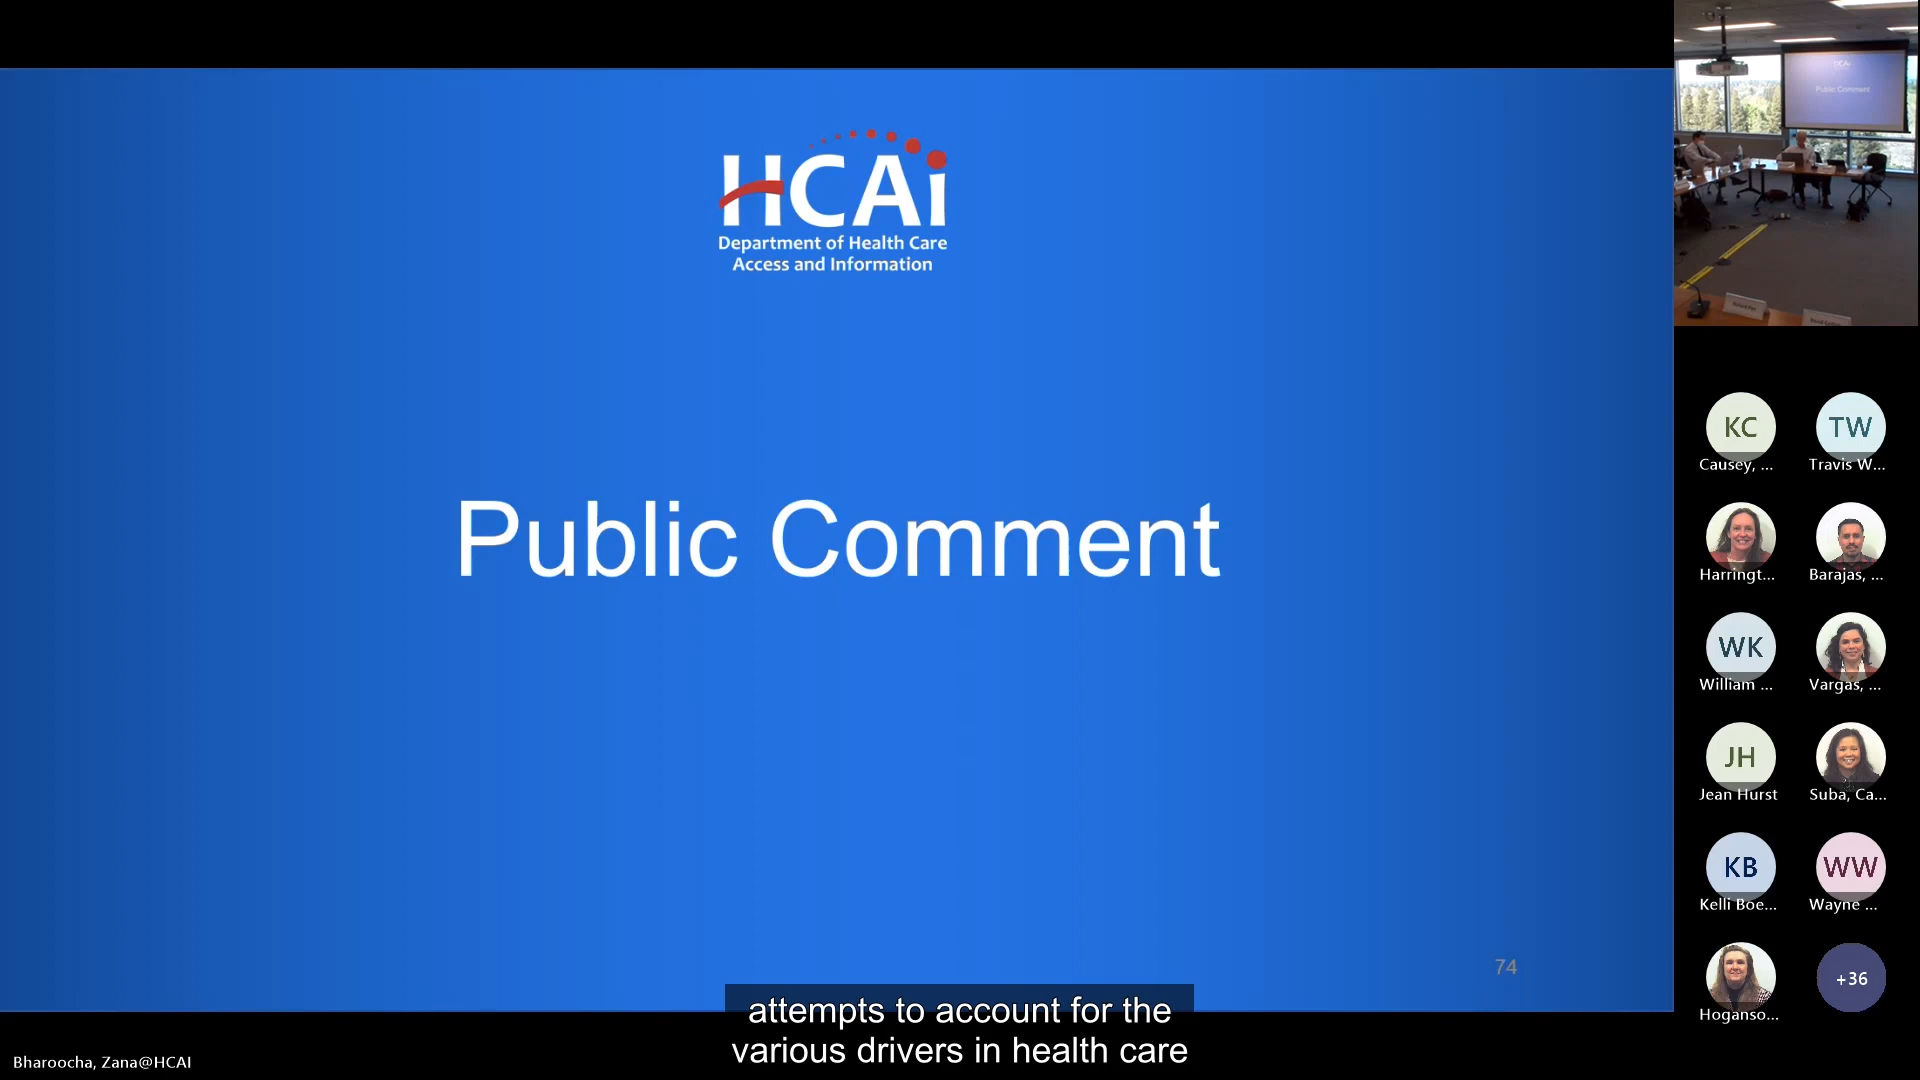 HCAi
Department of Health Care
Access and Information
Public Comment
74
attempts to account for the
various drivers in health care
Bharoocha, Zana@HCAI
Public Comment
KC
Causey, ...
TW
Travis W...
Harringt...
Barajas, ...
WK
William ...
Vargas, ...
JH
Jean Hurst
Suba, Ca...
KB
Kelli Boe...
WW
Wayne ...
Hoganso...
+36